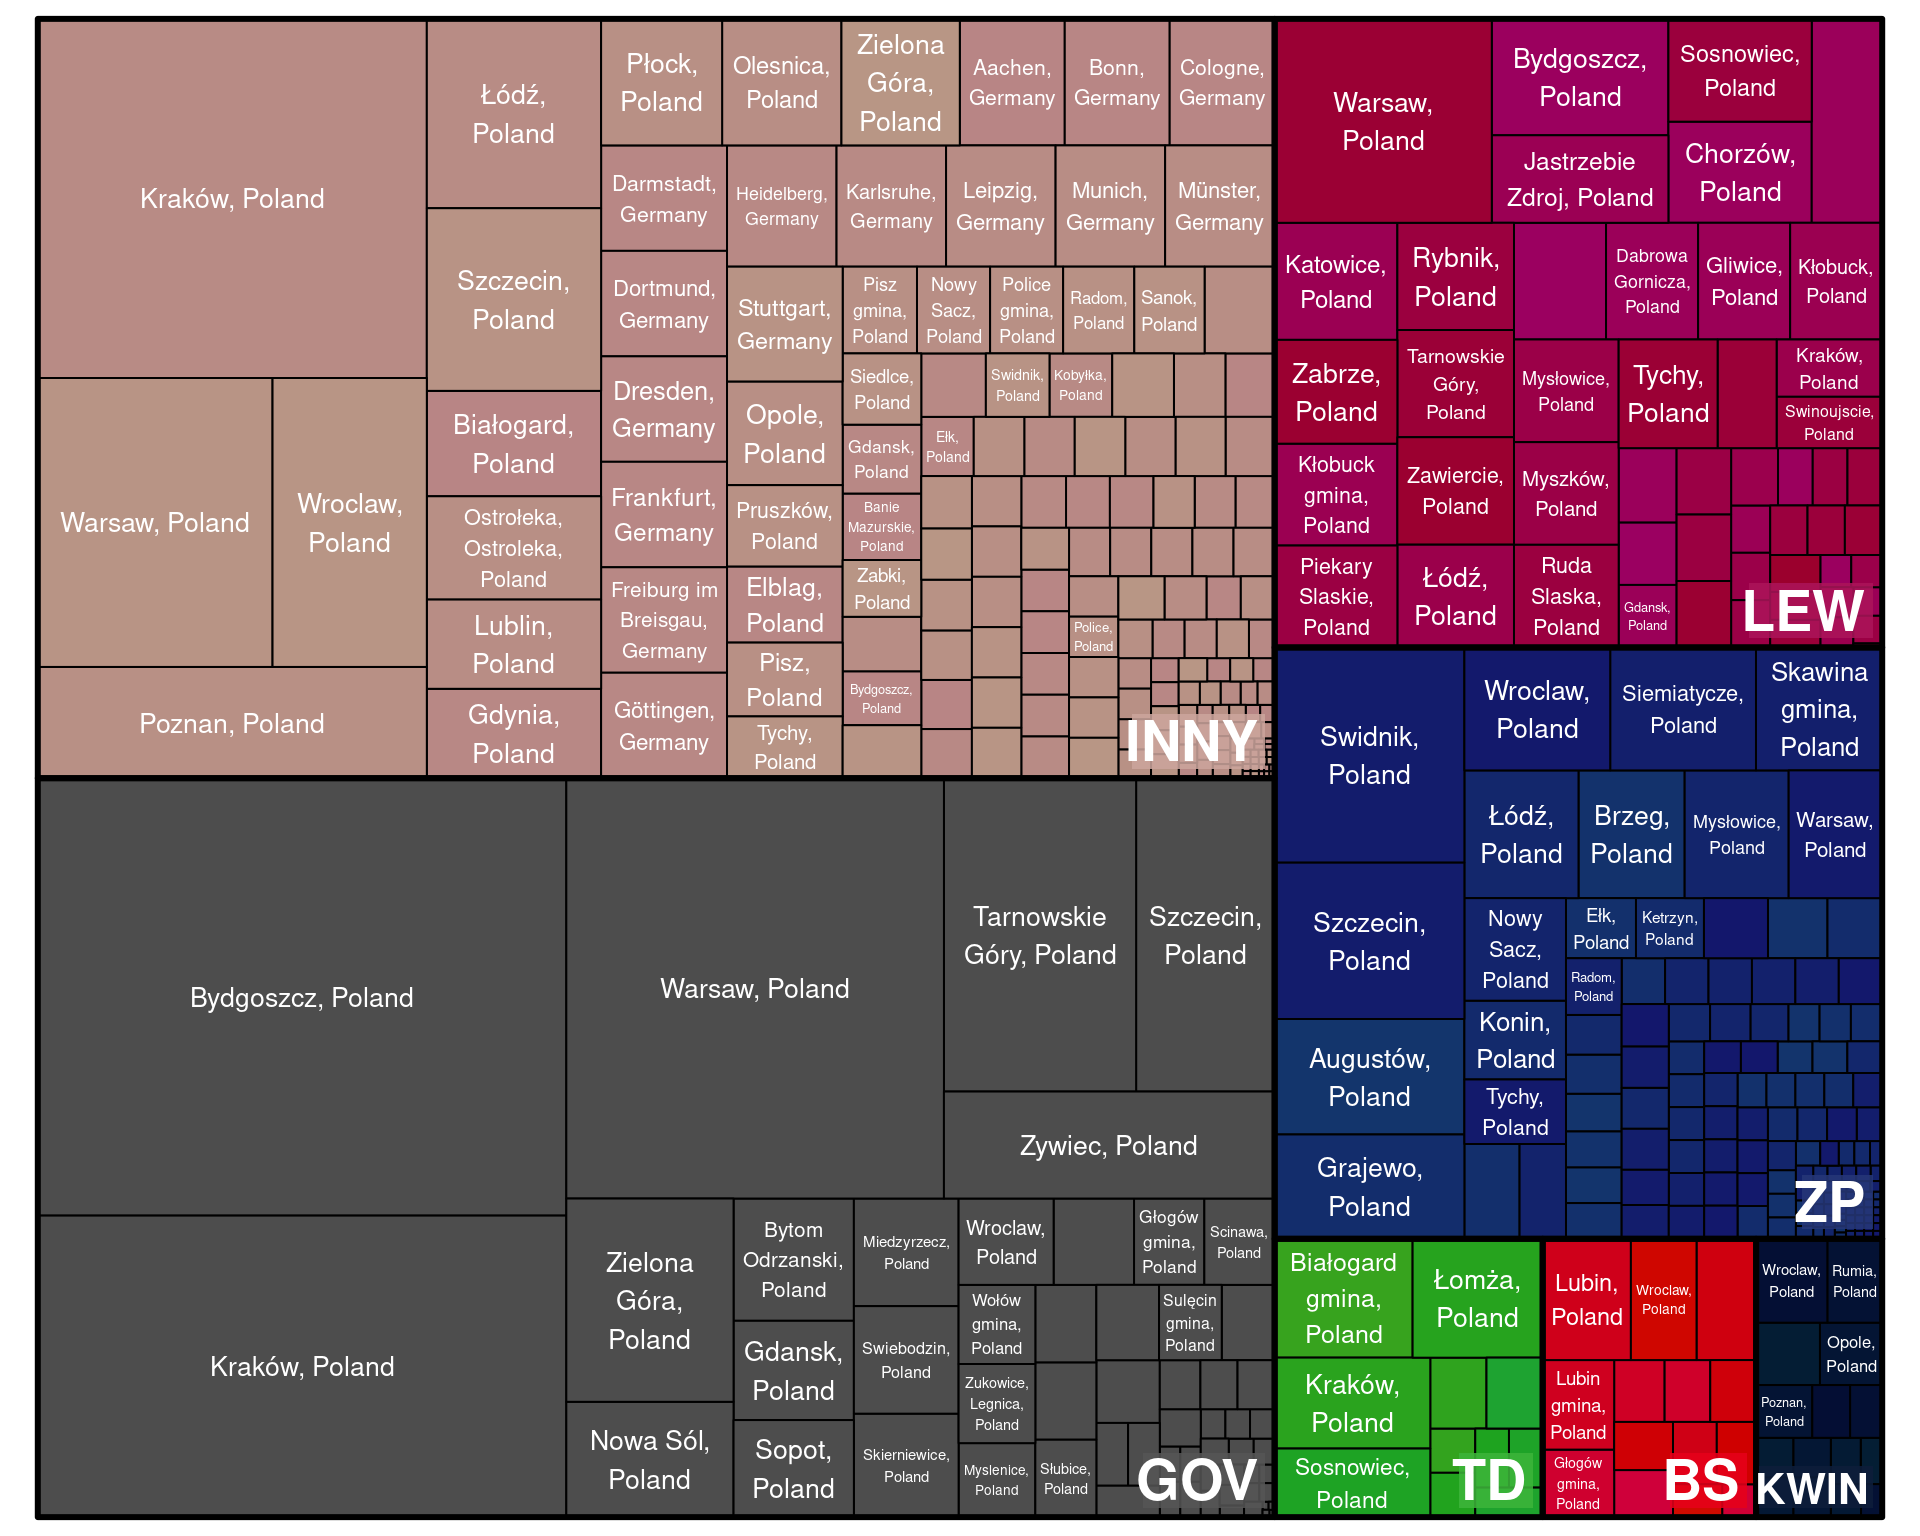 Kraków, Poland
Warsaw, Poland
Wroclaw,
Poland
Poznan, Poland
Łódź,
Poland
Szczecin,
Poland
Białogard,
Poland
Ostrołeka,
Ostroleka,
Poland
Lublin,
Poland
Gdynia,
Poland
Płock,
Poland
Olesnica,
Poland
Zielona
Góra,
Poland
Aachen,
Germany
Bonn,
Germany
Cologne,
Germany
Darmstadt,
Germany
Heidelberg,
Germany
Karlsruhe,
Germany
Leipzig,
Germany
Munich,
Germany
Münster,
Germany
Dortmund,
Germany
Dresden,
Germany
Frankfurt,
Germany
Freiburg im
Breisgau,
Germany
Göttingen,
Germany
Stuttgart,
Germany
Opole,
Poland
Pruszków,
Poland
Elblag,
Poland
Pisz,
Poland
Tychy,
Poland
Pisz
gmina,
Poland
Nowy
Sacz,
Poland
Police
gmina,
Poland
Radom,
Poland
Sanok,
Poland
Siedlce,
Poland
Swidnik,
Poland
Kobyłka,
Poland
Gdansk,
Poland
Ełk,
Poland
Banie
Mazurskie,
Poland
Zabki,
Poland
Police,
Poland
Bydgoszcz,
Poland
INNY
Warsaw,
Poland
Bydgoszcz,
Poland
Sosnowiec,
Poland
Jastrzebie
Zdroj, Poland
Chorzów,
Poland
Katowice,
Poland
Rybnik,
Poland
Dabrowa
Gornicza,
Poland
Gliwice,
Poland
Kłobuck,
Poland
Zabrze,
Poland
Tarnowskie
Góry,
Poland
Mysłowice,
Poland
Tychy,
Poland
Kraków,
Poland
Swinoujscie,
Poland
Kłobuck
gmina,
Poland
Zawiercie,
Poland
Myszków,
Poland
Piekary
Slaskie,
Poland
Łódź,
Poland
Ruda
Slaska,
Poland
Gdansk,
Poland
LEW
Swidnik,
Poland
Wroclaw,
Poland
Siemiatycze,
Poland
Skawina
gmina,
Poland
Łódź,
Poland
Brzeg,
Poland
Mysłowice,
Poland
Warsaw,
Poland
Szczecin,
Poland
Nowy
Sacz,
Poland
Ełk,
Poland
Ketrzyn,
Poland
Radom,
Poland
Konin,
Poland
Augustów,
Poland
Tychy,
Poland
Grajewo,
Poland
ZP
Bydgoszcz, Poland
Warsaw, Poland
Tarnowskie
Góry, Poland
Szczecin,
Poland
Zywiec, Poland
Kraków, Poland
Zielona
Góra,
Poland
Nowa Sól,
Poland
Bytom
Odrzanski,
Poland
Gdansk,
Poland
Sopot,
Poland
Miedzyrzecz,
Poland
Swiebodzin,
Poland
Skierniewice,
Poland
Wroclaw,
Poland
Głogów
gmina,
Poland
Scinawa,
Poland
Wołów
gmina,
Poland
Sulęcin
gmina,
Poland
Zukowice,
Legnica,
Poland
Myslenice,
Poland
Słubice,
Poland
GOV
Białogard
gmina,
Poland
Łomża,
Poland
Kraków,
Poland
Sosnowiec,
Poland
TD
Lubin,
Poland
Wroclaw,
Poland
Lubin
gmina,
Poland
Głogów
gmina,
Poland
BS
Wroclaw,
Poland
Rumia,
Poland
Opole,
Poland
Poznan,
Poland
KWIN